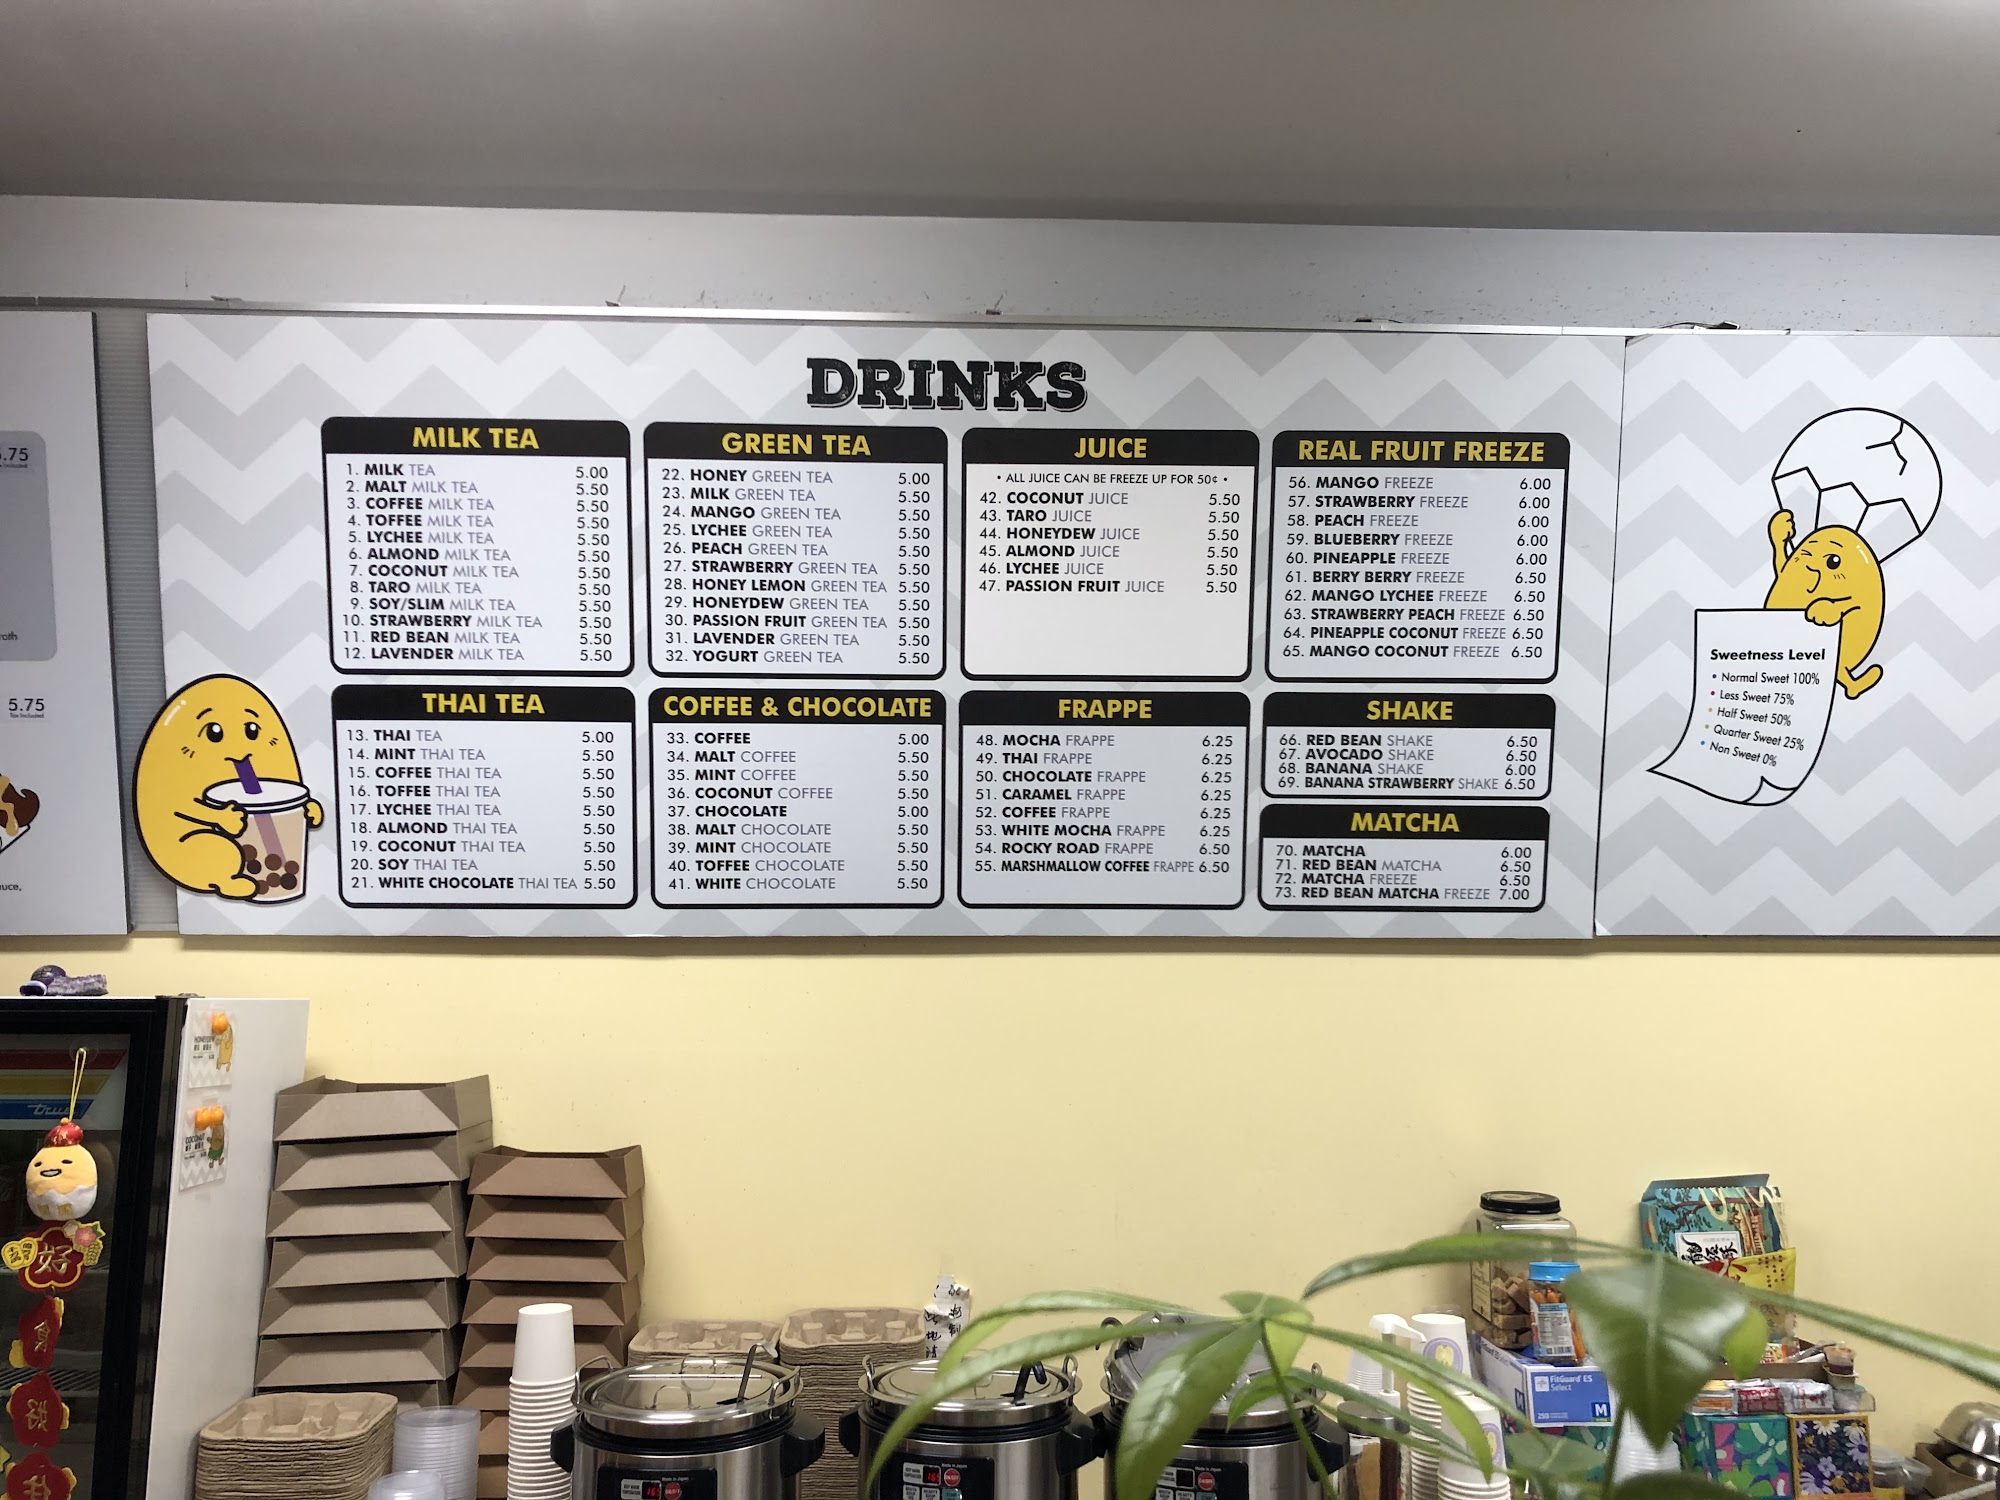 DRINKS
MILK TEA
1. MILK TEA 5.00
2. MALT MILK TEA 5.50
3. COFFEE MILK TEA 5.50
4. TOFFEE MILK TEA 5.50
5. LYCHEE MILK TEA 5.50
6. ALMOND MILK TEA 5.50
7. COCONUT MILK TEA 5.50
8. TARO MILK TEA 5.50
9. SOY/SLIM MILK TEA 5.50
10. STRAWBERRY MILK TEA 5.50
11. RED BEAN MILK TEA 5.50
12. LAVENDER MILK TEA 5.50
GREEN TEA
22. HONEY GREEN TEA 5.00
23. MILK GREEN TEA 5.50
24. MANGO GREEN TEA 5.50
25. LYCHEE GREEN TEA 5.50
26. PEACH GREEN TEA 5.50
27. STRAWBERRY GREEN TEA 5.50
28. HONEY LEMON GREEN TEA 5.50
29. HONEYDEW GREEN TEA 5.50
30. PASSION FRUIT GREEN TEA 5.50
31. LAVENDER GREEN TEA 5.50
32. YOGURT GREEN TEA 5.50
JUICE
• ALL JUICE CAN BE FREEZE UP FOR 50¢ •
42. COCONUT JUICE 5.50
43. TARO JUICE 5.50
44. HONEYDEW JUICE 5.50
45. ALMOND JUICE 5.50
46. LYCHEE JUICE 5.50
47. PASSION FRUIT JUICE 5.50
REAL FRUIT FREEZE
56. MANGO FREEZE 6.00
57. STRAWBERRY FREEZE 6.00
58. PEACH FREEZE 6.00
59. BLUEBERRY FREEZE 6.00
60. PINEAPPLE FREEZE 6.00
61. BERRY BERRY FREEZE 6.50
62. MANGO LYCHEE FREEZE 6.50
63. STRAWBERRY PEACH FREEZE 6.50
64. PINEAPPLE COCONUT FREEZE 6.50
65. MANGO COCONUT FREEZE 6.50
THAI TEA
13. THAI TEA 5.00
14. MINT THAI TEA 5.50
15. COFFEE THAI TEA 5.50
16. TOFFEE THAI TEA 5.50
17. LYCHEE THAI TEA 5.50
18. ALMOND THAI TEA 5.50
19. COCONUT THAI TEA 5.50
20. SOY THAI TEA 5.50
21. WHITE CHOCOLATE THAI TEA 5.50
COFFEE & CHOCOLATE
33. COFFEE 5.00
34. MALT COFFEE 5.50
35. MINT COFFEE 5.50
36. COCONUT COFFEE 5.50
37. CHOCOLATE 5.00
38. MALT CHOCOLATE 5.50
39. MINT CHOCOLATE 5.50
40. TOFFEE CHOCOLATE 5.50
41. WHITE CHOCOLATE 5.50
FRAPPE
48. MOCHA FRAPPE 6.25
49. THAI FRAPPE 6.25
50. CHOCOLATE FRAPPE 6.25
51. CARAMEL FRAPPE 6.25
52. COFFEE FRAPPE 6.25
53. WHITE MOCHA FRAPPE 6.25
54. ROCKY ROAD FRAPPE 6.50
55. MARSHMALLOW COFFEE FRAPPE 6.50
SHAKE
66. RED BEAN SHAKE 6.50
67. AVOCADO SHAKE 6.50
68. BANANA SHAKE 6.00
69. BANANA STRAWBERRY SHAKE 6.50
MATCHA
70. MATCHA 6.00
71. RED BEAN MATCHA 6.50
72. MATCHA FREEZE 6.50
73. RED BEAN MATCHA FREEZE 7.00
Sweetness Level
• Normal Sweet 100%
• Less Sweet 75%
• Half Sweet 50%
• Quarter Sweet 25%
• Non Sweet 0%
5.75
Tax Included
True
HONEYDEW
COCONUT
好
FitGuard ES
Select
250
M
Made in Japan